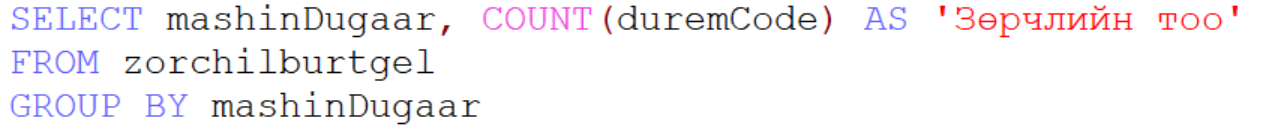 SELECT mashinDugaar, COUNT(duremCode) AS 'Зөрчлийн тоо'
FROM zorchilburtgel
GROUP BY mashinDugaar